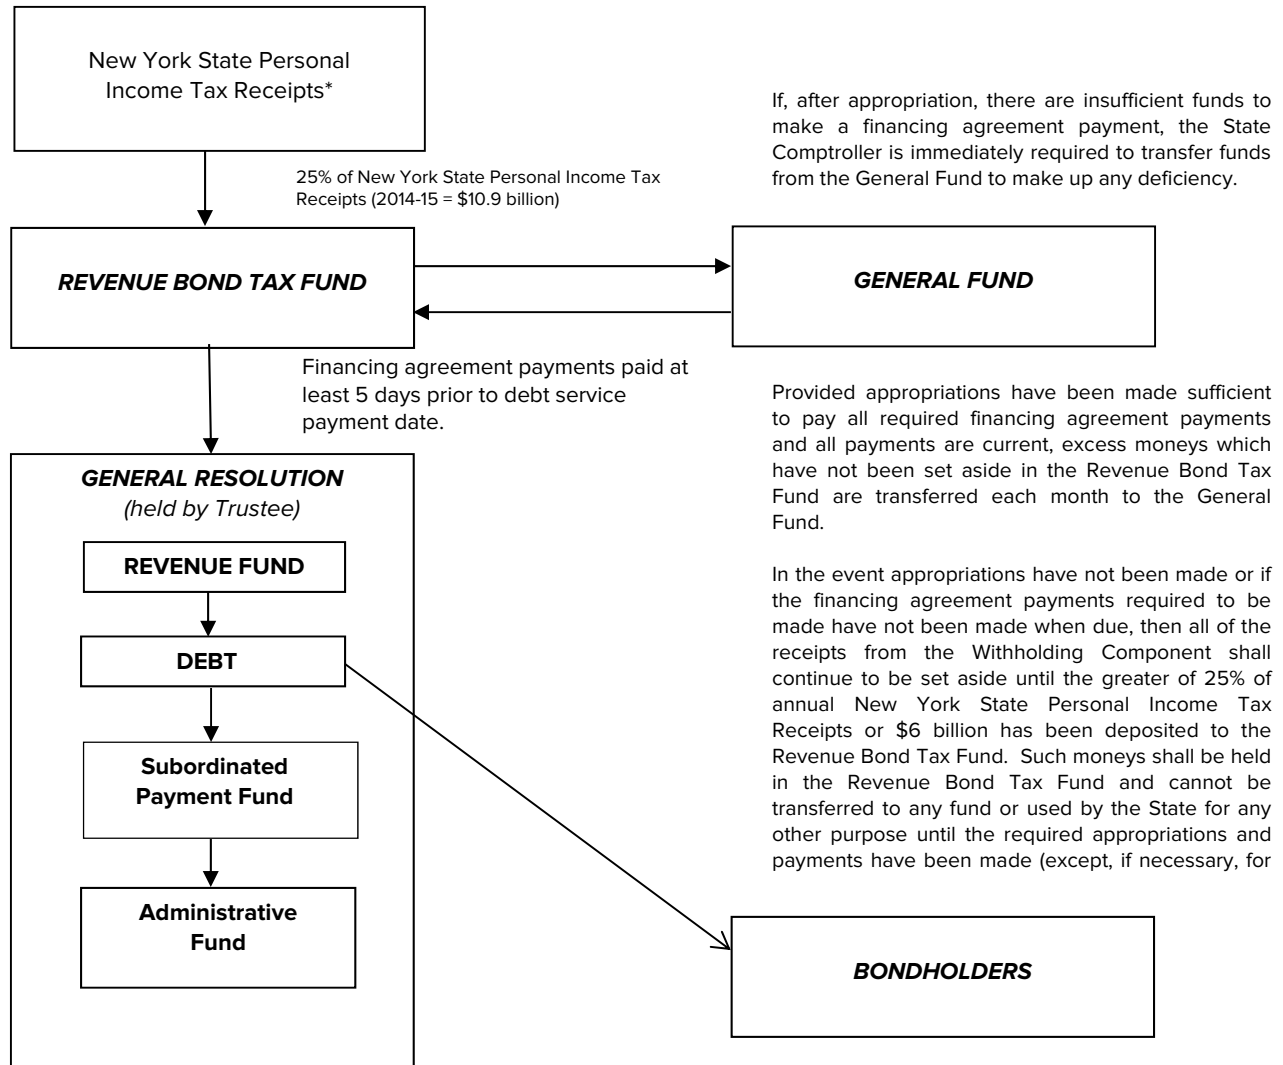 New York State Personal
Income Tax Receipts*
If, after appropriation, there are insufficient funds to
make a financing agreement payment, the State
Comptroller is immediately required to transfer funds
from the General Fund to make up any deficiency.
25% of New York State Personal Income Tax
Receipts (2014-15 = $10.9 billion)
REVENUE BOND TAX FUND
GENERAL FUND
Financing agreement payments paid at
least 5 days prior to debt service
payment date.
Provided appropriations have been made sufficient
to pay all required financing agreement payments
and all payments are current, excess moneys which
have not been set aside in the Revenue Bond Tax
Fund are transferred each month to the General
Fund.
In the event appropriations have not been made or if
the financing agreement payments required to be
made have not been made when due, then all of the
receipts from the Withholding Component shall
continue to be set aside until the greater of 25% of
annual New York State Personal Income Tax
Receipts or $6 billion has been deposited to the
Revenue Bond Tax Fund. Such moneys shall be held
in the Revenue Bond Tax Fund and cannot be
transferred to any fund or used by the State for any
other purpose until the required appropriations and
payments have been made (except, if necessary, for
GENERAL RESOLUTION
(held by Trustee)
REVENUE FUND
DEBT
Subordinated
Payment Fund
Administrative
Fund
BONDHOLDERS